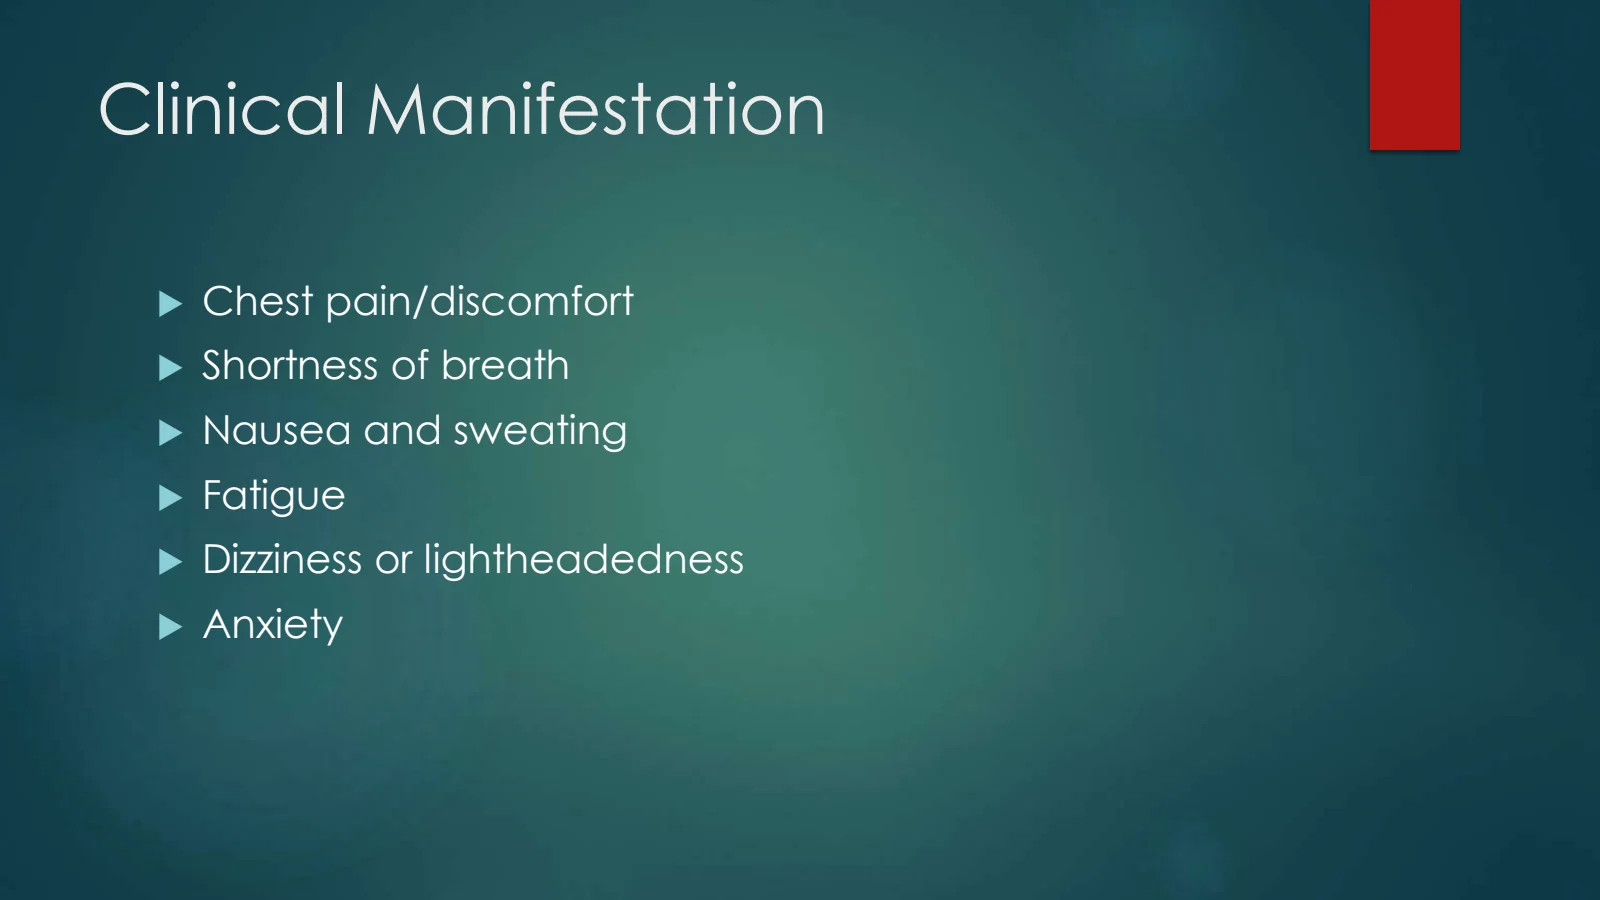 Clinical Manifestation
Chest pain/discomfort
Shortness of breath
Nausea and sweating
Fatigue
Dizziness or lightheadedness
Anxiety